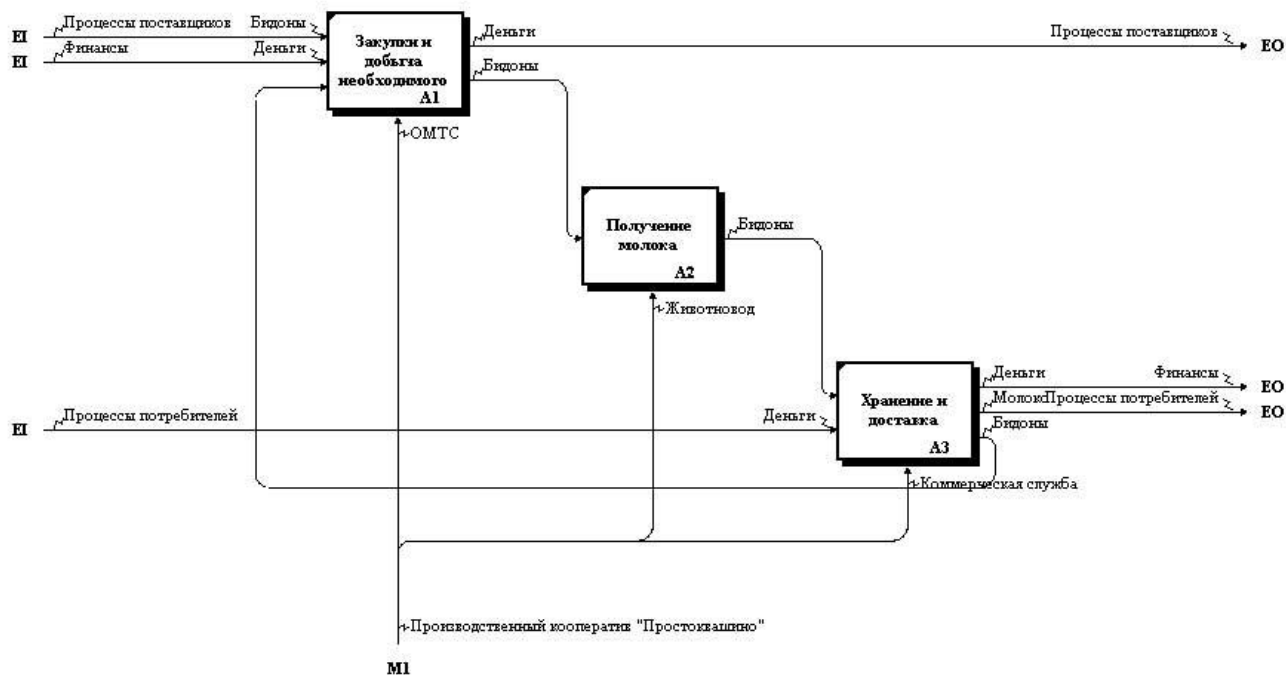 Процессы поставщиков
Бидоны
EI
Финансы
Деньги
EI
Закупки и
добыча
необходимого
A1
Деньги
Процессы поставщиков
EO
Бидоны
ОМТС
Получение
молока
A2
Бидоны
Животновод
Процессы потребителей
Деньги
EI
Хранение и
доставка
A3
Деньги
Финансы
EO
Молоко
Процессы потребителей
EO
Бидоны
Коммерческая служба
Производственный кооператив "Простоквашино"
M1